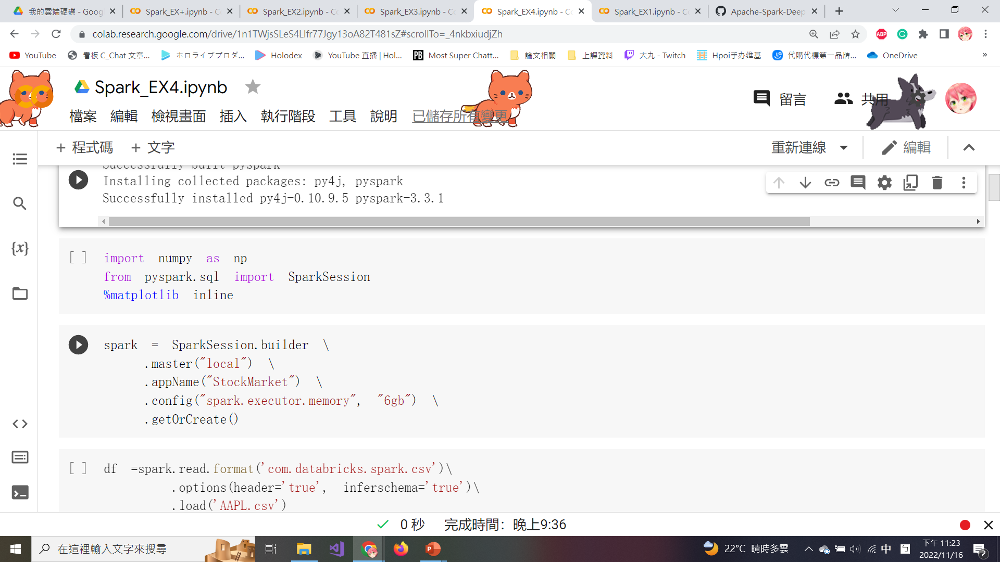 我的雲端硬碟 - Goog
Spark_EX+.ipynb - Co
Spark_EX2.ipynb - Co
Spark_EX3.ipynb - Co
Spark_EX4.ipynb - Co
Spark_EX1.ipynb - Co
Apache-Spark-Deep
colab.research.google.com/drive/1n1TWjsSLeS4Llfr77Jgy13oA82T481sZ#scrollTo=_4nkbxiudjZh
ABP
YouTube
看板 C_Chat 文章...
ホロライブプロダ...
Holodex
YouTube 直播 | Hol...
PB
Most Super Chatt...
論文相關
上課資料
大丸 - Twitch
Hpoi手办维基
代購代標第一品牌...
OneDrive
»
Spark_EX4.ipynb
留言
共用
檔案 編輯 檢視畫面 插入 執行階段 工具 說明 已儲存所有變更
+ 程式碼 + 文字
重新連線
編輯
Successfully built pyspark
Installing collected packages: py4j, pyspark
Successfully installed py4j-0.10.9.5 pyspark-3.3.1
{x}
[ ] import numpy as np
from pyspark.sql import SparkSession
%matplotlib inline
spark = SparkSession.builder \
.master("local") \
.appName("StockMarket") \
.config("spark.executor.memory", "6gb") \
.getOrCreate()
[ ] df =spark.read.format('com.databricks.spark.csv')\
.options(header='true', inferschema='true')\
.load('AAPL.csv')
0 秒 完成時間: 晚上9:36
在這裡輸入文字來搜尋
22°C 晴時多雲
中
下午 11:23
2022/11/16
2